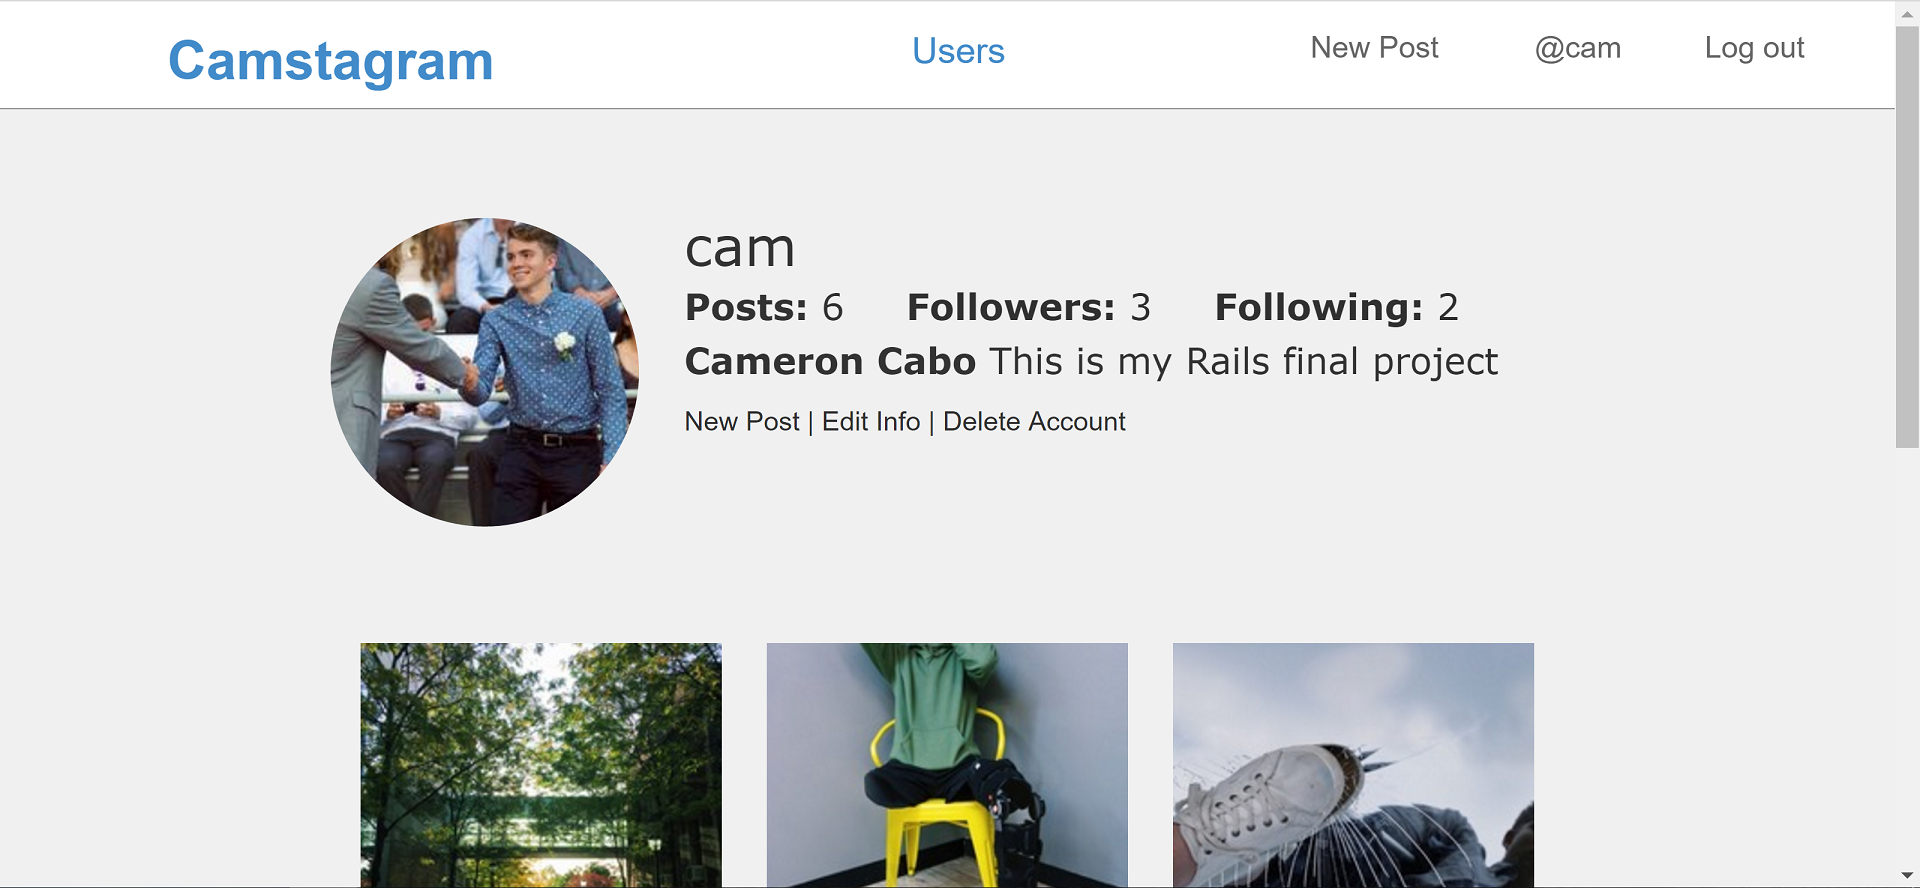 Camstagram Users New Post @cam Log out
cam
Posts: 6 Followers: 3 Following: 2
Cameron Cabo This is my Rails final project
New Post | Edit Info | Delete Account